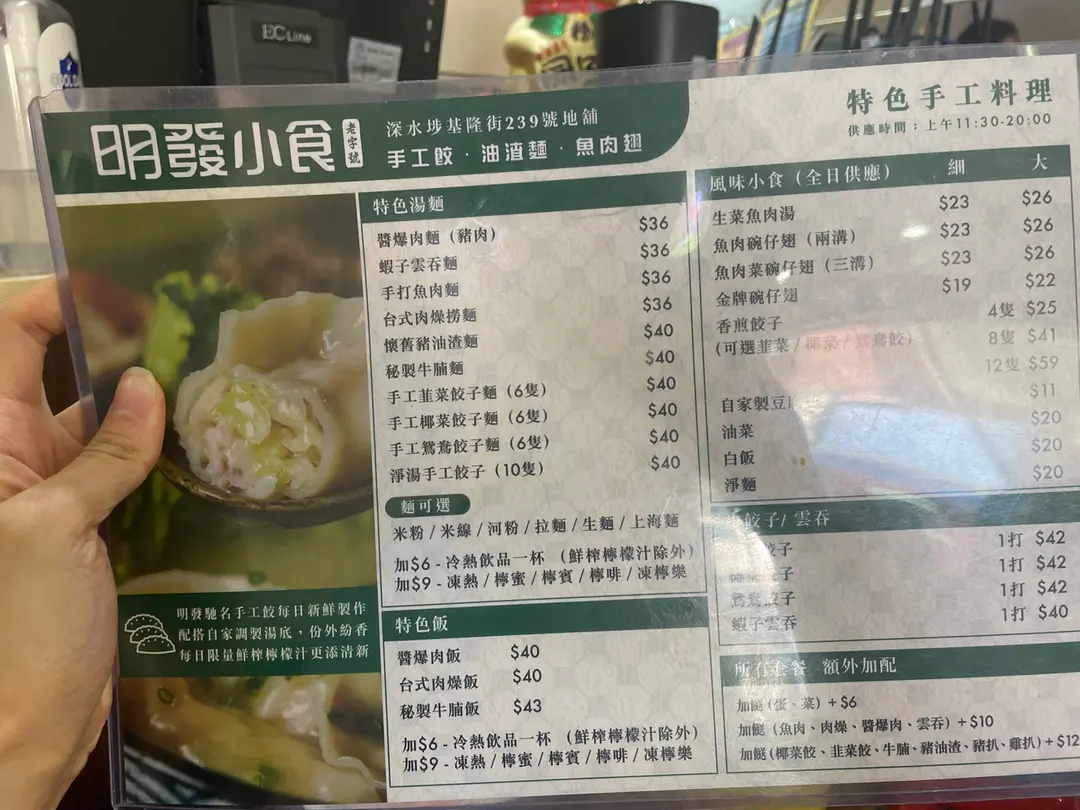 ECLine
明發小食
老字號
深水埗基隆街239號地舖
手工餃 · 油渣麵 · 魚肉翅
特色手工料理
供應時間：上午11:30-20:00
特色湯麵
醬爆肉麵（豬肉） $36
蝦子雲吞麵 $36
手打魚肉麵 $36
台式肉燥撈麵 $36
懷舊豬油渣麵 $40
秘製牛腩麵 $40
手工韮菜餃子麵（6隻） $40
手工椰菜餃子麵（6隻） $40
手工鴛鴦餃子麵（6隻） $40
淨湯手工餃子（10隻） $40
麵可選
米粉 / 米線 / 河粉 / 拉麵 / 生麵 / 上海麵
加$6 - 冷熱飲品一杯 （鮮榨檸檬汁除外）
加$9 - 凍熱 / 檸蜜 / 檸賓 / 檸啡 / 凍檸樂
特色飯
醬爆肉飯 $40
台式肉燥飯 $40
秘製牛腩飯 $43
加$6 - 冷熱飲品一杯 （鮮榨檸檬汁除外）
加$9 - 凍熱 / 檸蜜 / 檸賓 / 檸啡 / 凍檸樂
風味小食（全日供應） 細 大
生菜魚肉湯 $23 $26
魚肉碗仔翅（兩溝） $23 $26
魚肉菜碗仔翅（三溝） $23 $26
金牌碗仔翅 $19 $22
香煎餃子 4隻 $25
（可選韮菜 / 椰菜 / 鴛鴦餃） 8隻 $41
12隻 $59
自家製豆 $11
油菜 $20
白飯 $20
淨麵 $20
餃子/ 雲吞
餃子 1打 $42
椰菜餃子 1打 $42
鴛鴦餃子 1打 $42
蝦子雲吞 1打 $40
所有套餐 額外加配
加餸（蛋、菜）+$6
加餸（魚肉、肉燥、醬爆肉、雲吞）+$10
加餸（椰菜餃、韮菜餃、牛腩、豬油渣、豬扒、雞扒）+$12
明發馳名手工餃每日新鮮製作
配搭自家調製湯底，份外紛香
每日限量鮮榨檸檬汁更添清新